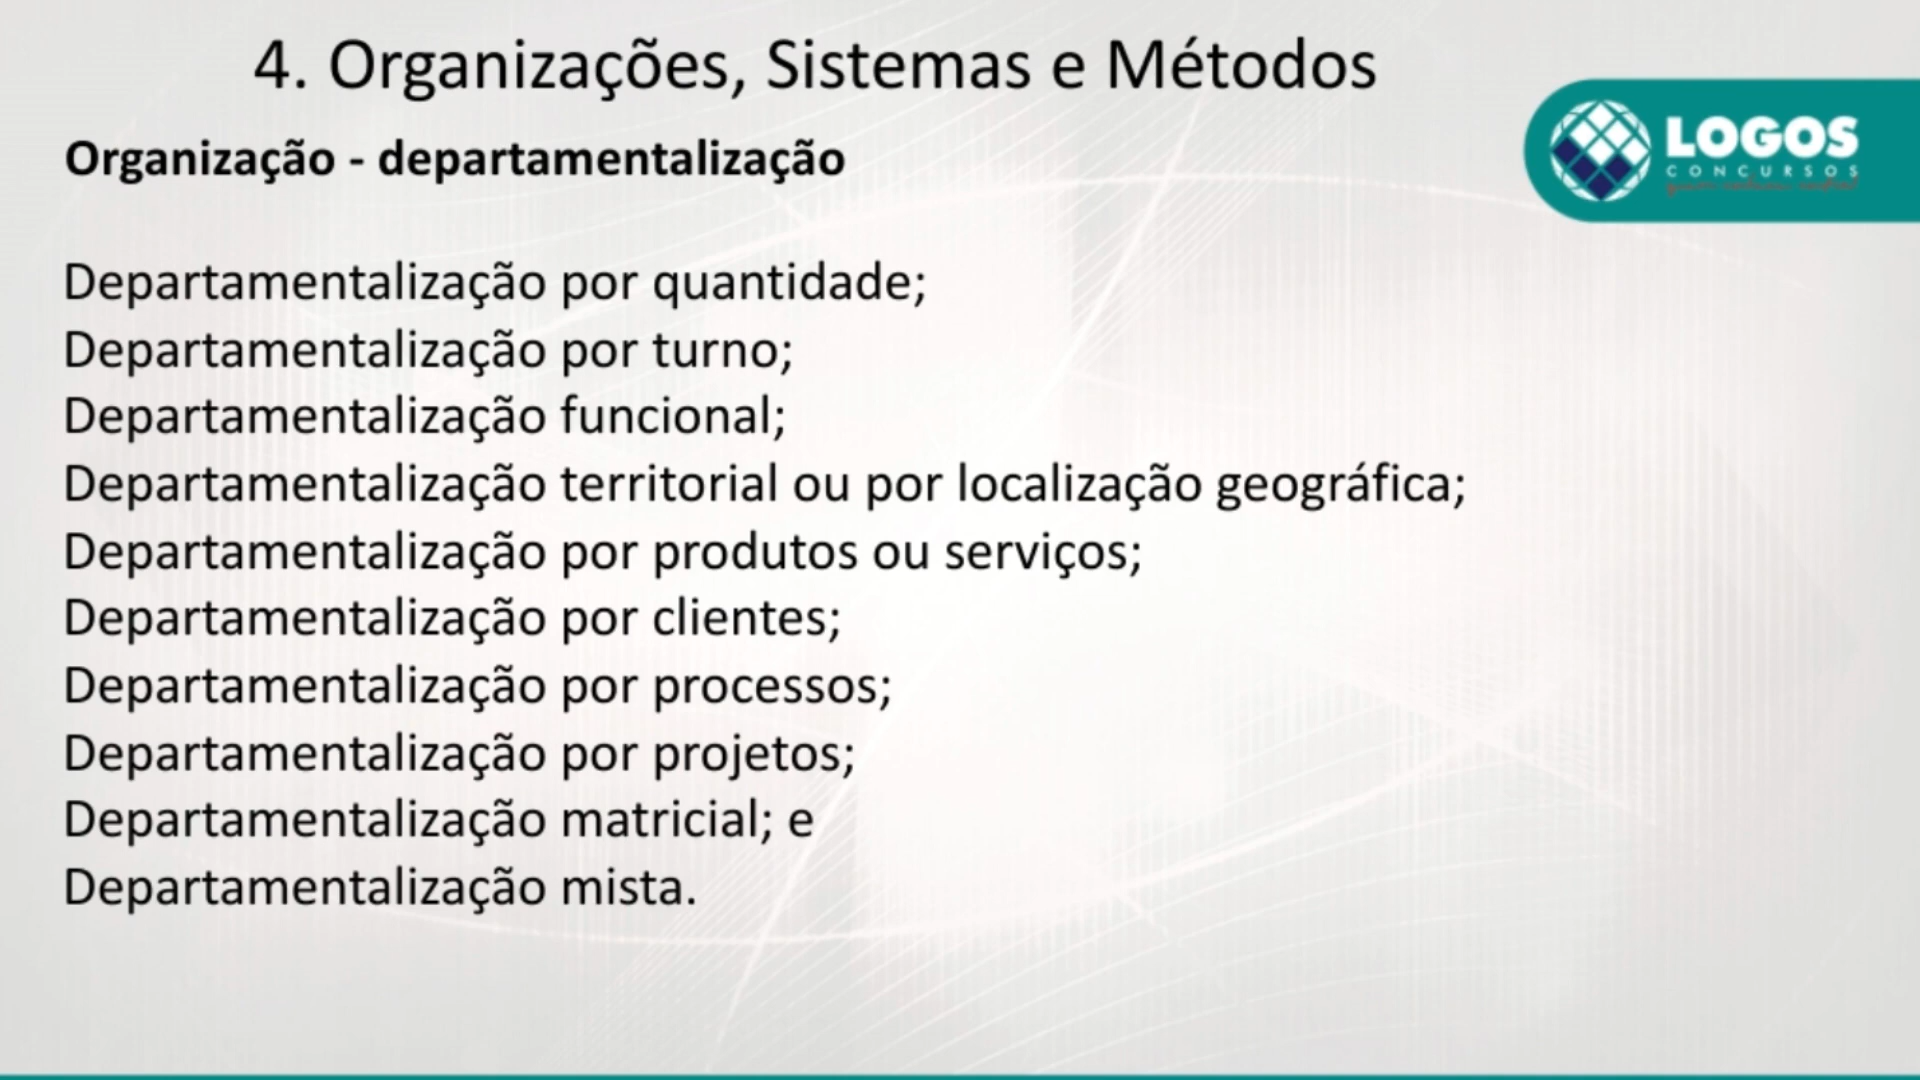 4. Organizações, Sistemas e Métodos
LOGOS
CONCURSOS
Organização - departamentalização
Departamentalização por quantidade;
Departamentalização por turno;
Departamentalização funcional;
Departamentalização territorial ou por localização geográfica;
Departamentalização por produtos ou serviços;
Departamentalização por clientes;
Departamentalização por processos;
Departamentalização por projetos;
Departamentalização matricial; e
Departamentalização mista.